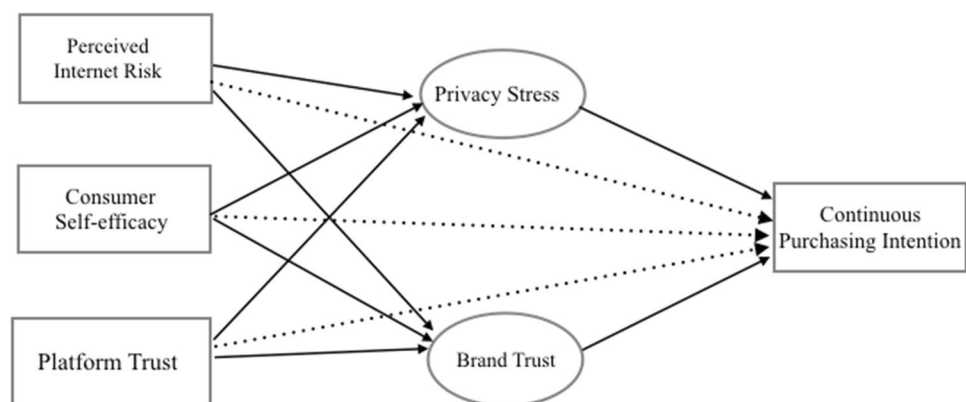 Perceived
Internet Risk
Privacy Stress
Consumer
Self-efficacy
Continuous
Purchasing Intention
Platform Trust
Brand Trust